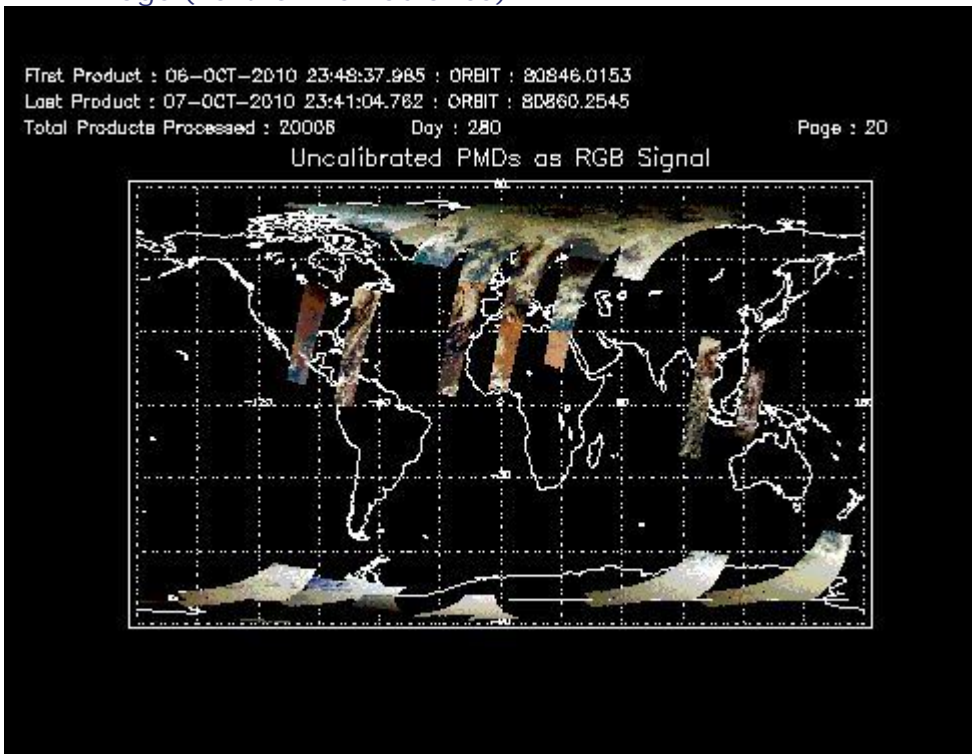 First Product : 06-OCT-2010 23:48:37.985 : ORBIT : 80846.0153
Last Product : 07-OCT-2010 23:41:04.762 : ORBIT : 80860.2545
Total Products Processed : 20006 Day : 280 Page : 20
Uncalibrated PMDs as RGB Signal